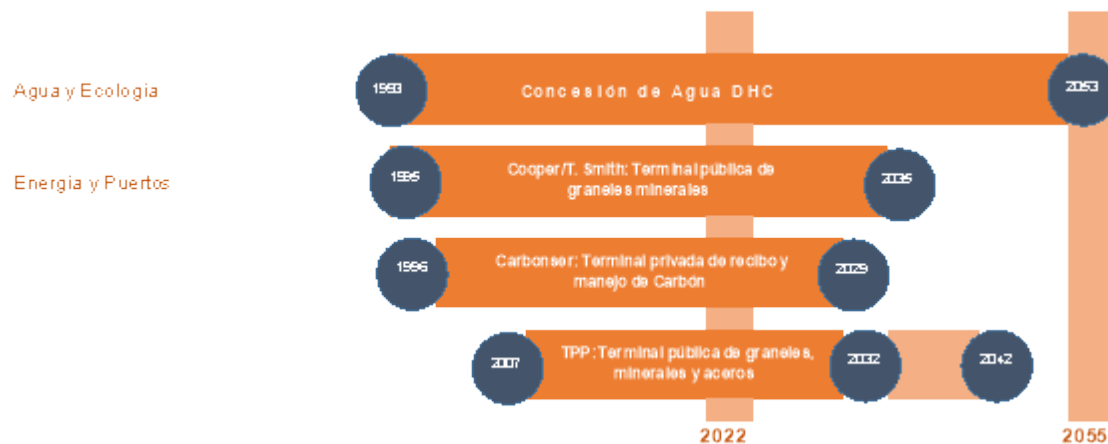 Agua y Ecología
1993
Concesión de Agua DHC
2053
Energía y Puertos
1995
Cooper/T. Smith: Terminal pública de
graneles minerales
2035
1996
Carbonser: Terminal privada de recibo y
manejo de Carbón
2029
2007
TPP: Terminal pública de graneles,
minerales y aceros
2032
2042
2022
2055